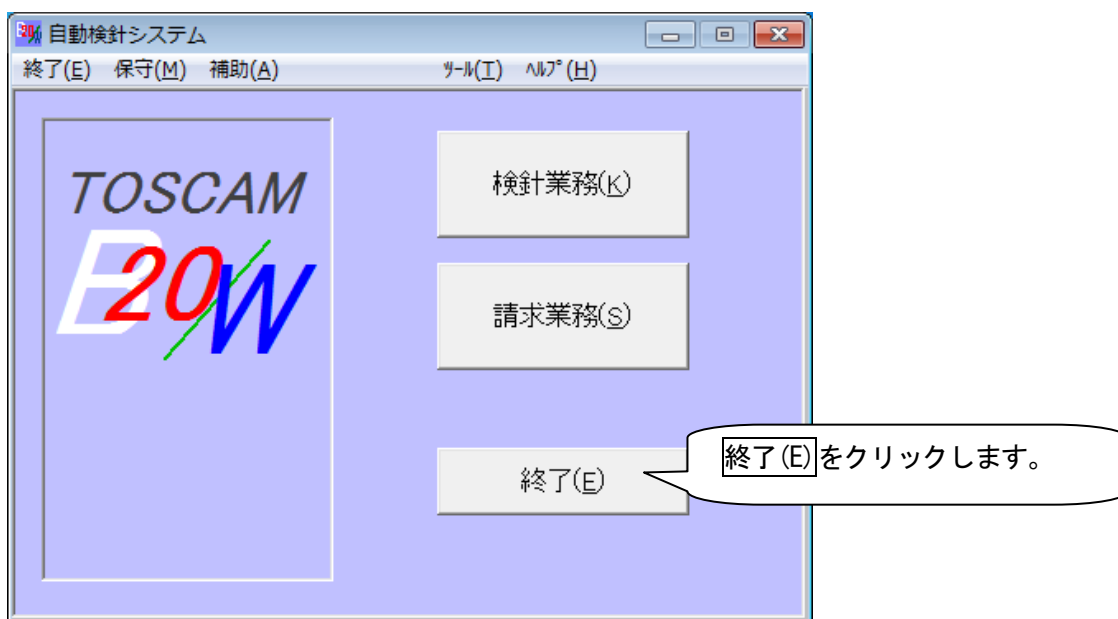 自動検針システム
終了(E) 保守(M) 補助(A) ﾂｰﾙ(T) ﾍﾙﾌﾟ(H)
TOSCAM
B20/W
検針業務(K)
請求業務(S)
終了(E)
終了(E)をクリックします。